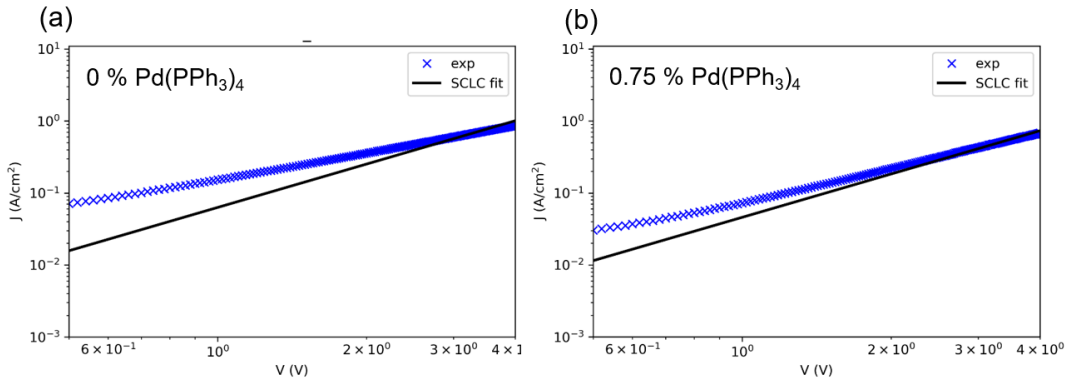 (a)
0 % Pd(PPh₃)₄
exp
SCLC fit
10¹
10⁰
10⁻¹
10⁻²
10⁻³
J (A/cm²)
6 × 10⁻¹
10⁰
2 × 10⁰
3 × 10⁰
4 × 1
V (V)
(b)
0.75 % Pd(PPh₃)₄
exp
SCLC fit
10¹
10⁰
10⁻¹
10⁻²
10⁻³
J (A/cm²)
6 × 10⁻¹
10⁰
2 × 10⁰
3 × 10⁰
4 × 10⁰
V (V)